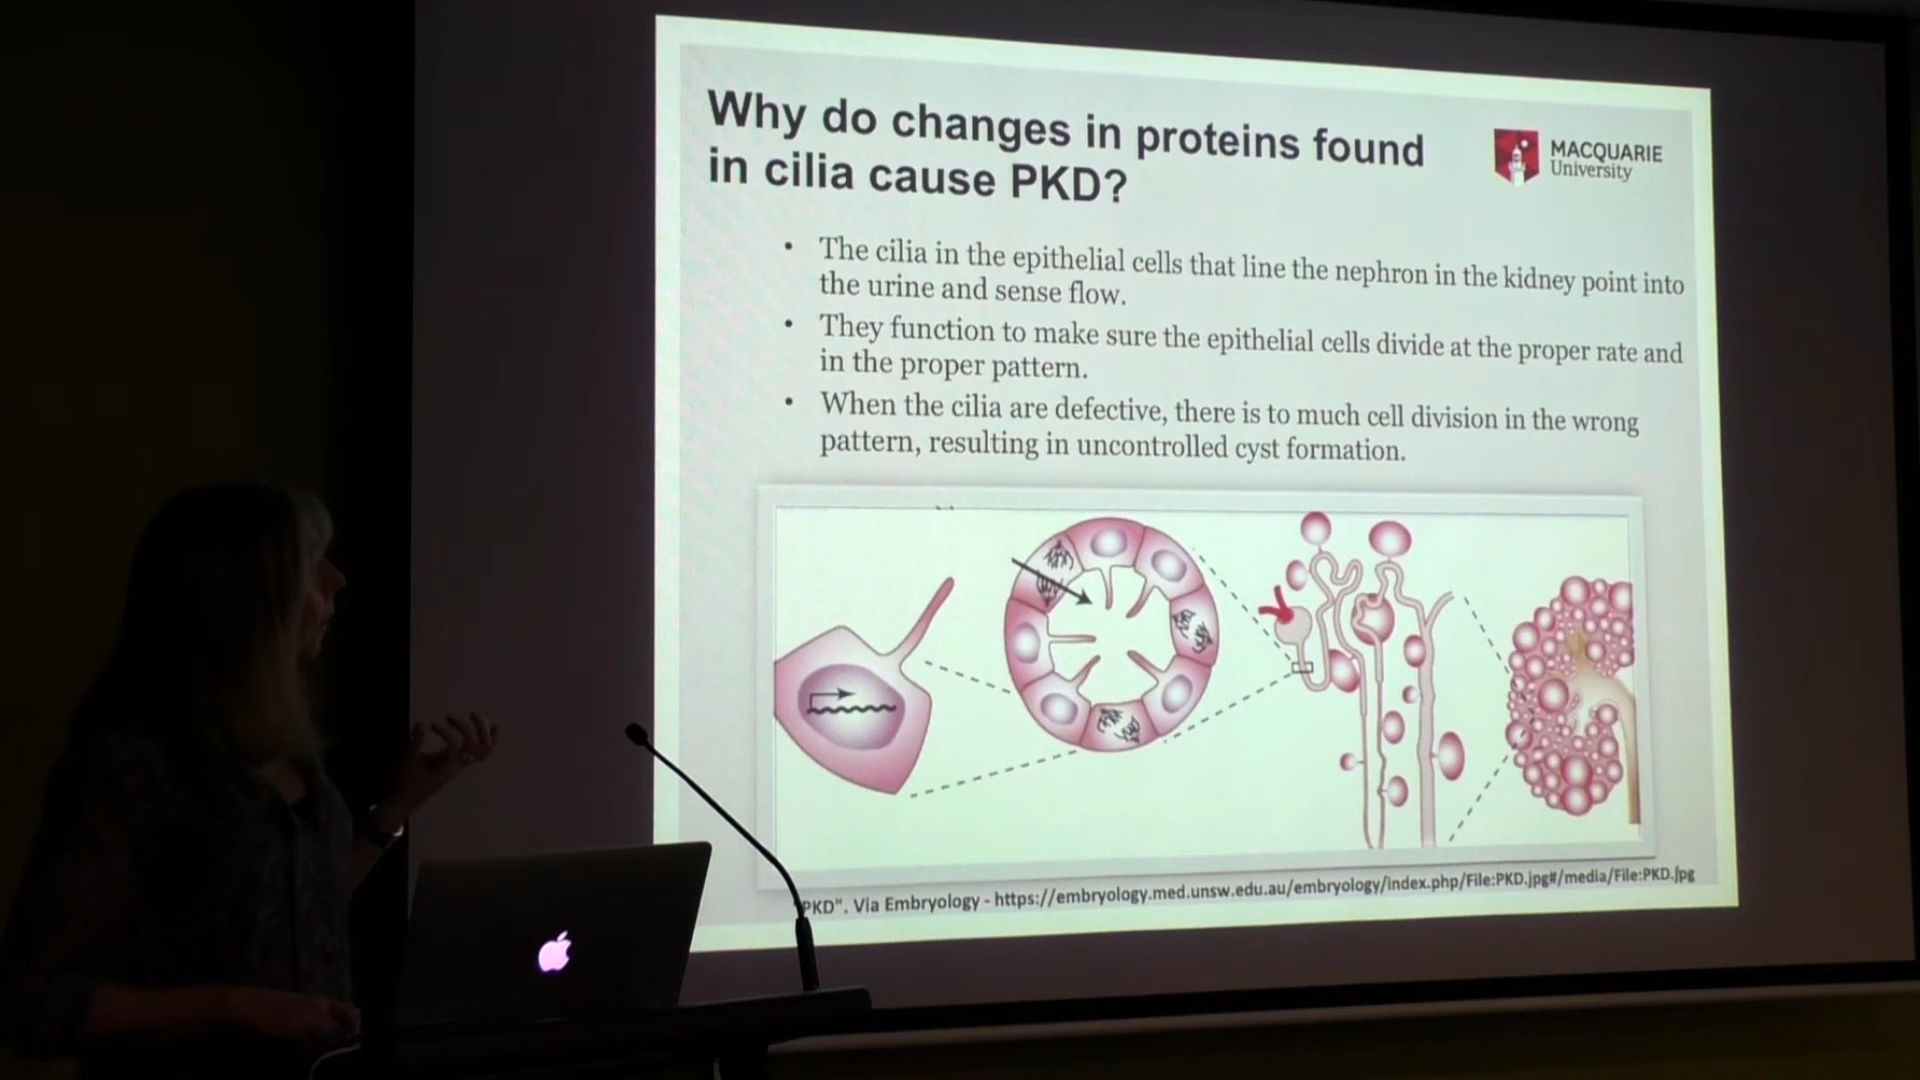 Why do changes in proteins found
in cilia cause PKD?
MACQUARIE
University
• The cilia in the epithelial cells that line the nephron in the kidney point into
the urine and sense flow.
• They function to make sure the epithelial cells divide at the proper rate and
in the proper pattern.
• When the cilia are defective, there is to much cell division in the wrong
pattern, resulting in uncontrolled cyst formation.
PKD". Via Embryology - https://embryology.med.unsw.edu.au/embryology/index.php/File:PKD.jpg#/media/File:PKD.jpg